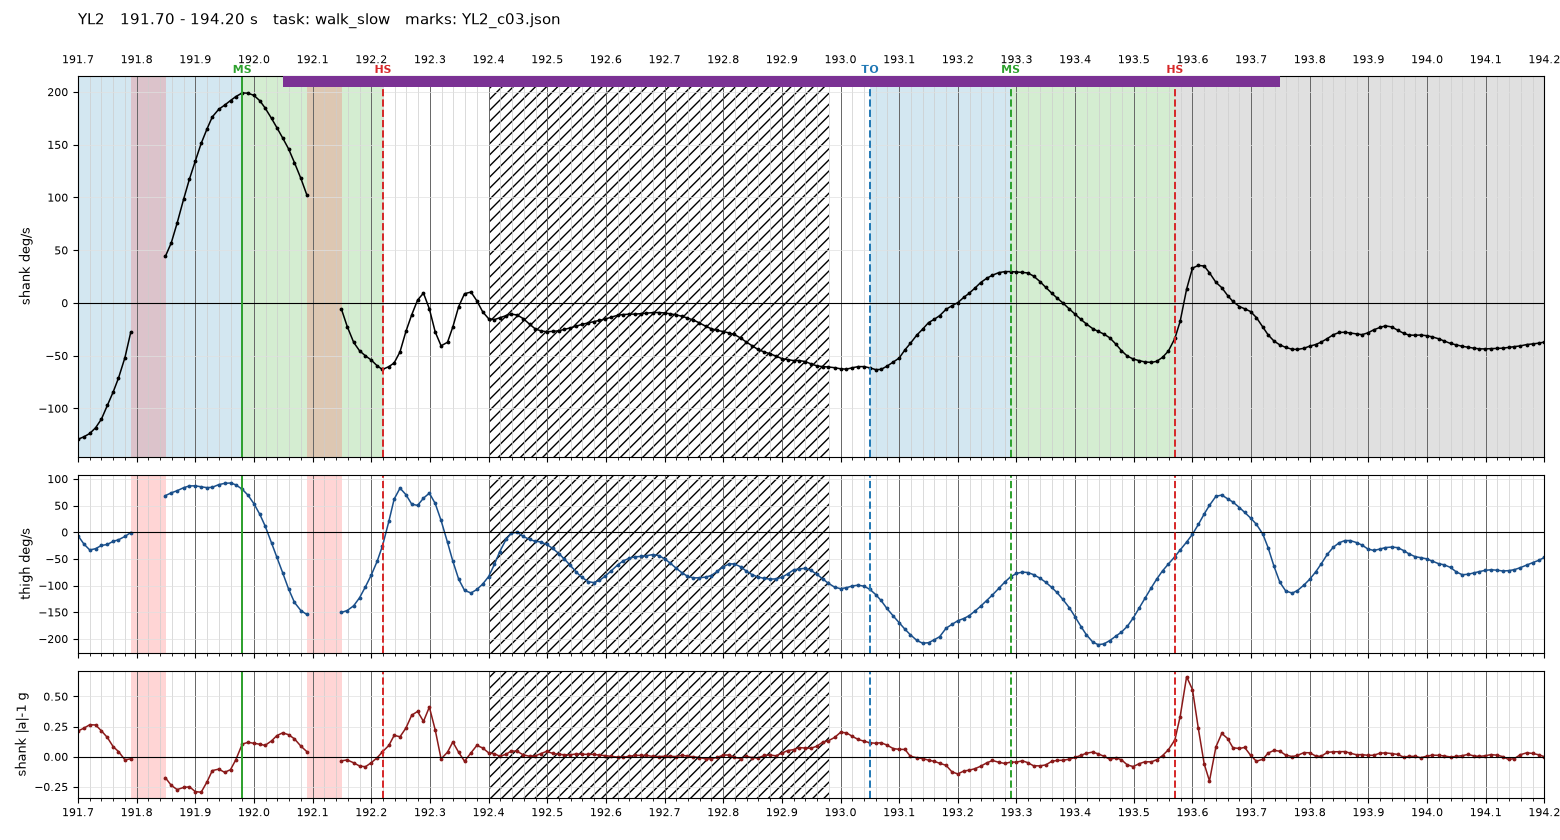 YL2   191.70 - 194.20 s   task: walk_slow   marks: YL2_c03.json
191.7 191.8 191.9 192.0 192.1 192.2 192.3 192.4 192.5 192.6 192.7 192.8 192.9 193.0 193.1 193.2 193.3 193.4 193.5 193.6 193.7 193.8 193.9 194.0 194.1 194.2
MS HS TO MS HS
shank deg/s
200
150
100
50
0
−50
−100
thigh deg/s
100
50
0
−50
−100
−150
−200
shank |a|-1 g
0.50
0.25
0.00
−0.25
191.7 191.8 191.9 192.0 192.1 192.2 192.3 192.4 192.5 192.6 192.7 192.8 192.9 193.0 193.1 193.2 193.3 193.4 193.5 193.6 193.7 193.8 193.9 194.0 194.1 194.2